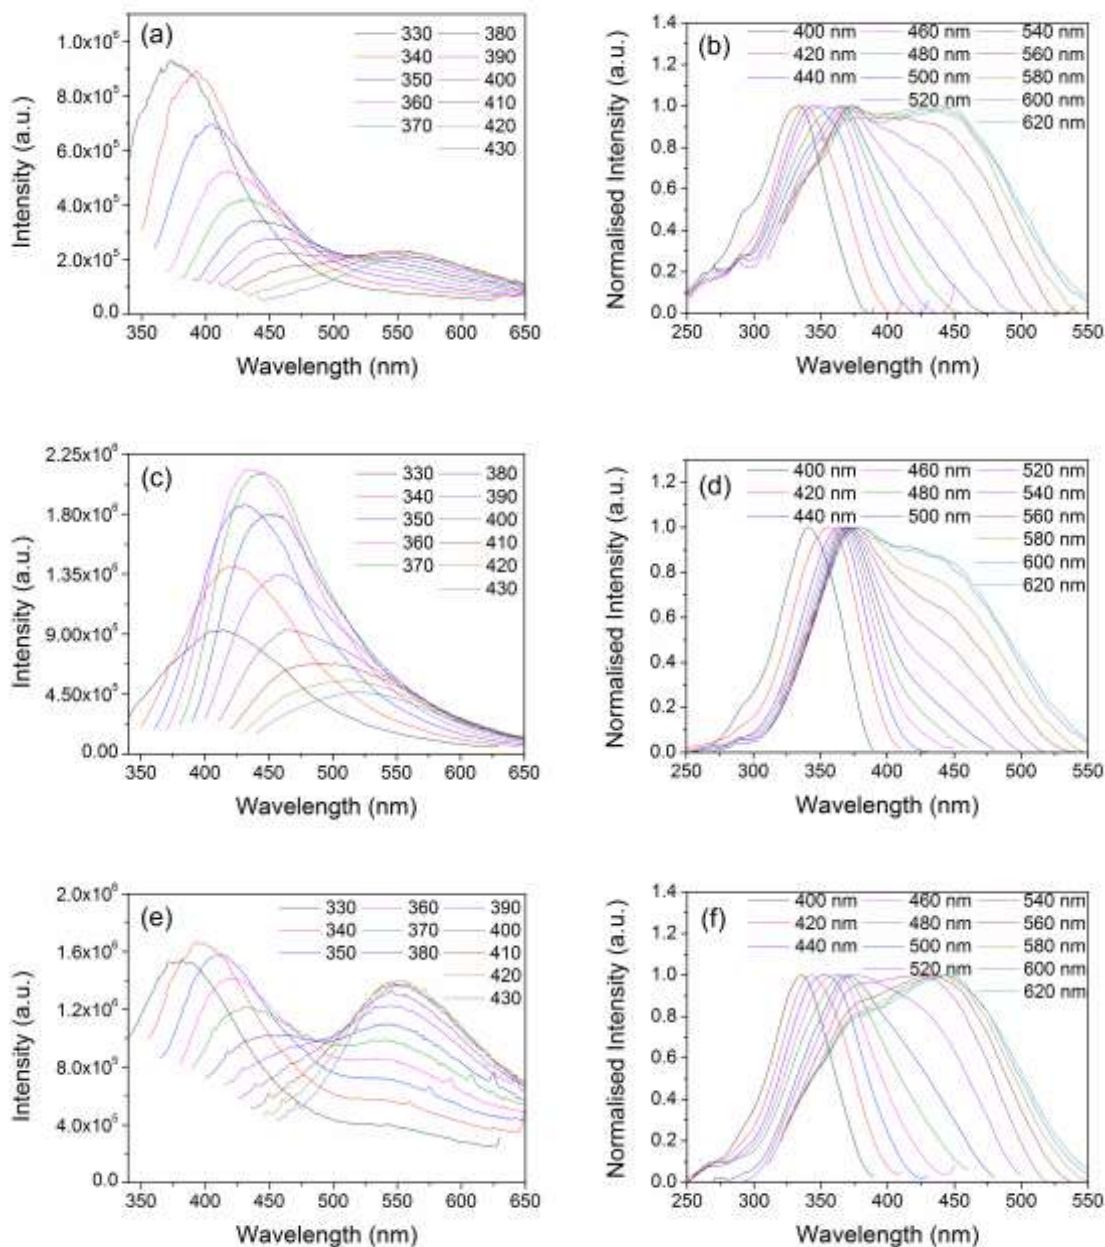 (a)
330 380
340 390
350 400
360 410
370 420
430
1.0x10⁶
8.0x10⁵
6.0x10⁵
4.0x10⁵
2.0x10⁵
0.0
Intensity (a.u.)
350 400 450 500 550 600 650
Wavelength (nm)
(b)
400 nm 460 nm 540 nm
420 nm 480 nm 560 nm
440 nm 500 nm 580 nm
520 nm 600 nm
620 nm
1.4
1.2
1.0
0.8
0.6
0.4
0.2
0.0
Normalised Intensity (a.u.)
250 300 350 400 450 500 550
Wavelength (nm)
(c)
330 380
340 390
350 400
360 410
370 420
430
2.25x10⁶
1.80x10⁶
1.35x10⁶
9.00x10⁵
4.50x10⁵
0.00
Intensity (a.u.)
350 400 450 500 550 600 650
Wavelength (nm)
(d)
400 nm 460 nm 520 nm
420 nm 480 nm 540 nm
440 nm 500 nm 560 nm
580 nm
600 nm
620 nm
1.2
1.0
0.8
0.6
0.4
0.2
0.0
Normalised Intensity (a.u.)
250 300 350 400 450 500 550
Wavelength (nm)
(e)
330 360 390
340 370 400
350 380 410
420
430
2.0x10⁶
1.6x10⁶
1.2x10⁶
8.0x10⁵
4.0x10⁵
0.0
Intensity (a.u.)
350 400 450 500 550 600 650
Wavelength (nm)
(f)
400 nm 460 nm 540 nm
420 nm 480 nm 560 nm
440 nm 500 nm 580 nm
520 nm 600 nm
620 nm
1.4
1.2
1.0
0.8
0.6
0.4
0.2
0.0
Normalised Intensity (a.u.)
250 300 350 400 450 500 550
Wavelength (nm)